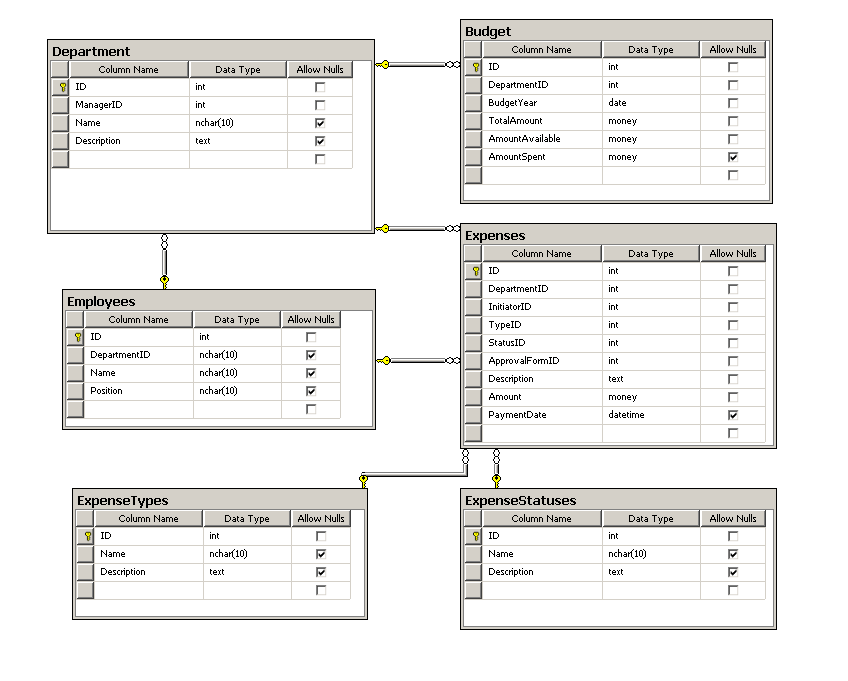 Department
Column Name Data Type Allow Nulls
ID int
ManagerID int
Name nchar(10)
Description text
Budget
Column Name Data Type Allow Nulls
ID int
DepartmentID int
BudgetYear date
TotalAmount money
AmountAvailable money
AmountSpent money
Employees
Column Name Data Type Allow Nulls
ID int
DepartmentID nchar(10)
Name nchar(10)
Position nchar(10)
Expenses
Column Name Data Type Allow Nulls
ID int
DepartmentID int
InitiatorID int
TypeID int
StatusID int
ApprovalFormID int
Description text
Amount money
PaymentDate datetime
ExpenseTypes
Column Name Data Type Allow Nulls
ID int
Name nchar(10)
Description text
ExpenseStatuses
Column Name Data Type Allow Nulls
ID int
Name nchar(10)
Description text